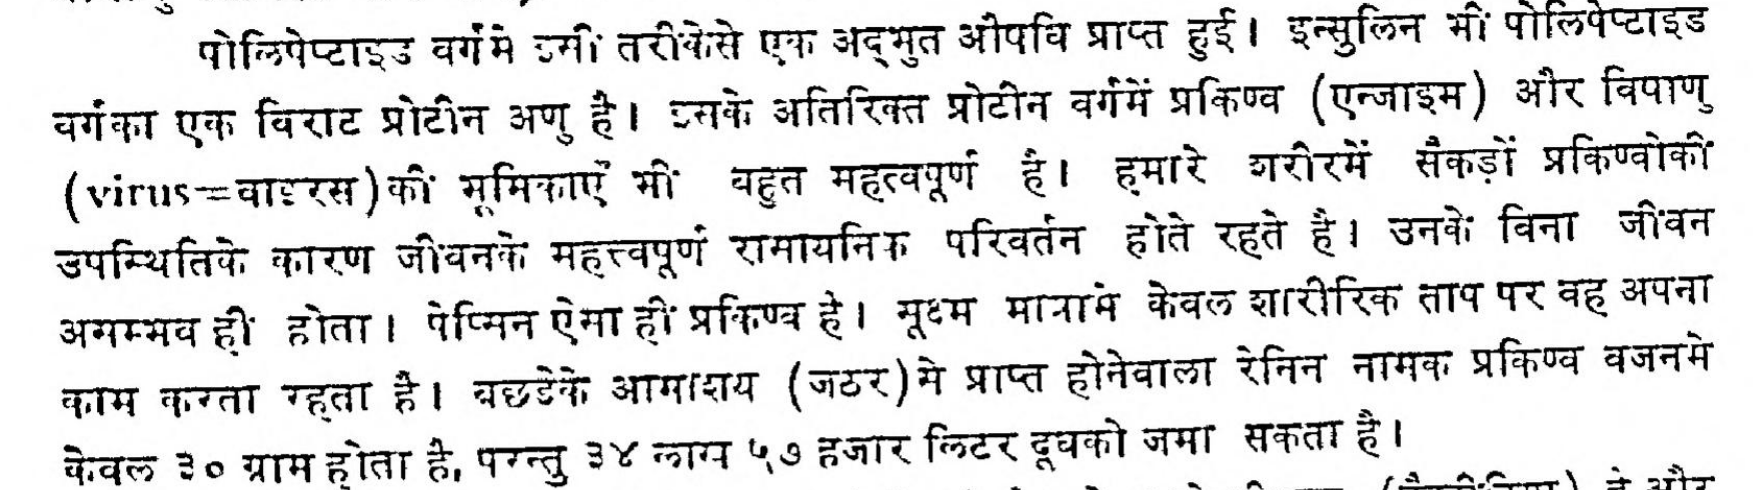 पोलिपेप्टाइड वर्गमे इसी तरीकेसे एक अद्‌भुत औषधि प्राप्त हुई। इन्सुलिन भी पोलिपेप्टाइड
वर्गका एक विराट प्रोटीन अणु है। इसके अतिरिक्त प्रोटीन वर्गमें प्रकिण्व (एन्जाइम) और विषाणु
(virus=वाइरस)की भूमिकाएँ भी बहुत महत्वपूर्ण है। हमारे शरीरमें सैकड़ों प्रकिण्वोकी
उपस्थितिके कारण जीवनके महत्त्वपूर्ण रासायनिक परिवर्तन होते रहते है। उनके बिना जीवन
असम्भव ही होता। पेप्सिन ऐसा ही प्रकिण्व है। सूक्ष्म मात्रामे केवल शारीरिक ताप पर वह अपना
काम करता रहता है। बछडेके आमाशय (जठर)मे प्राप्त होनेवाला रेनिन नामक प्रकिण्व वजनमे
केवल ३० ग्राम होता है, परन्तु ३४ लाख ५७ हजार लिटर दूधको जमा सकता है।